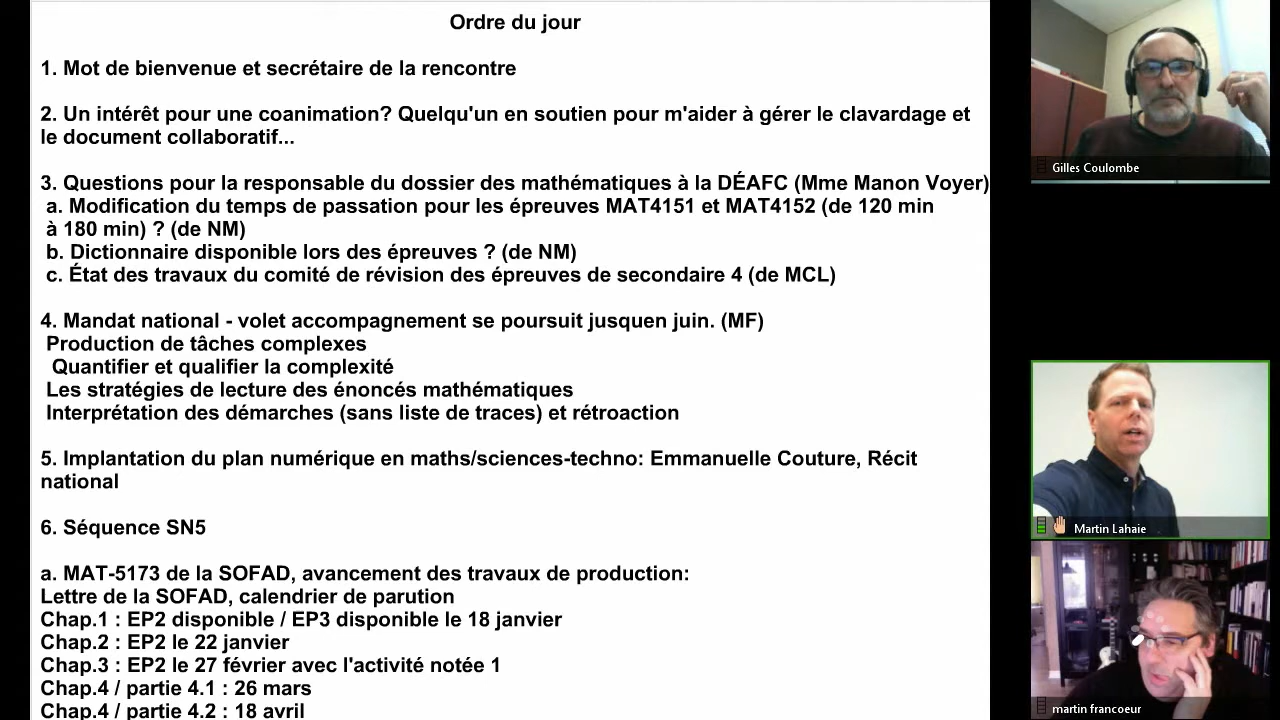 Ordre du jour
1. Mot de bienvenue et secrétaire de la rencontre
2. Un intérêt pour une coanimation? Quelqu'un en soutien pour m'aider à gérer le clavardage et
le document collaboratif...
3. Questions pour la responsable du dossier des mathématiques à la DÉAFC (Mme Manon Voyer)
a. Modification du temps de passation pour les épreuves MAT4151 et MAT4152 (de 120 min
à 180 min) ? (de NM)
b. Dictionnaire disponible lors des épreuves ? (de NM)
c. État des travaux du comité de révision des épreuves de secondaire 4 (de MCL)
4. Mandat national - volet accompagnement se poursuit jusquen juin. (MF)
Production de tâches complexes
Quantifier et qualifier la complexité
Les stratégies de lecture des énoncés mathématiques
Interprétation des démarches (sans liste de traces) et rétroaction
5. Implantation du plan numérique en maths/sciences-techno: Emmanuelle Couture, Récit
national
6. Séquence SN5
a. MAT-5173 de la SOFAD, avancement des travaux de production:
Lettre de la SOFAD, calendrier de parution
Chap.1 : EP2 disponible / EP3 disponible le 18 janvier
Chap.2 : EP2 le 22 janvier
Chap.3 : EP2 le 27 février avec l'activité notée 1
Chap.4 / partie 4.1 : 26 mars
Chap.4 / partie 4.2 : 18 avril
Gilles Coulombe
Martin Lahaie
martin francoeur